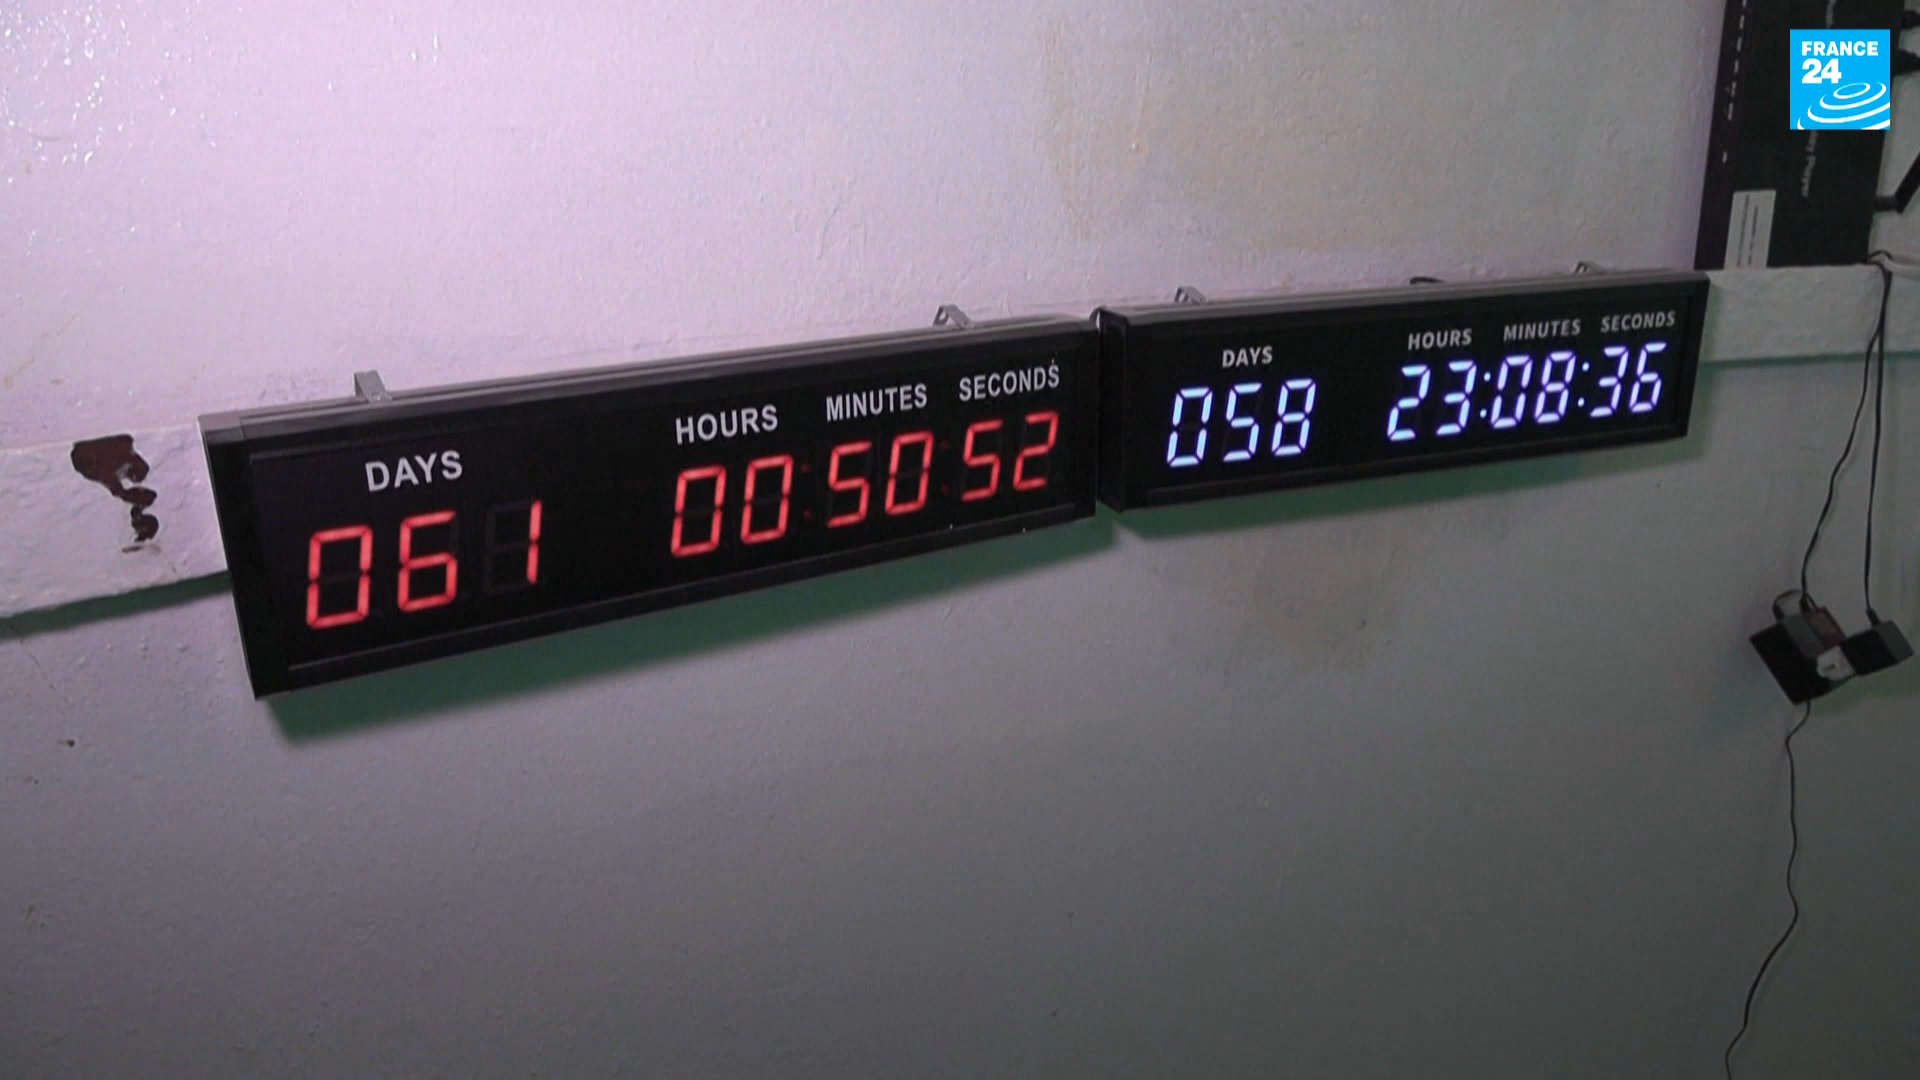 FRANCE
24
DAYS HOURS MINUTES SECONDS
061 00:50:52
DAYS HOURS MINUTES SECONDS
058 23:08:36